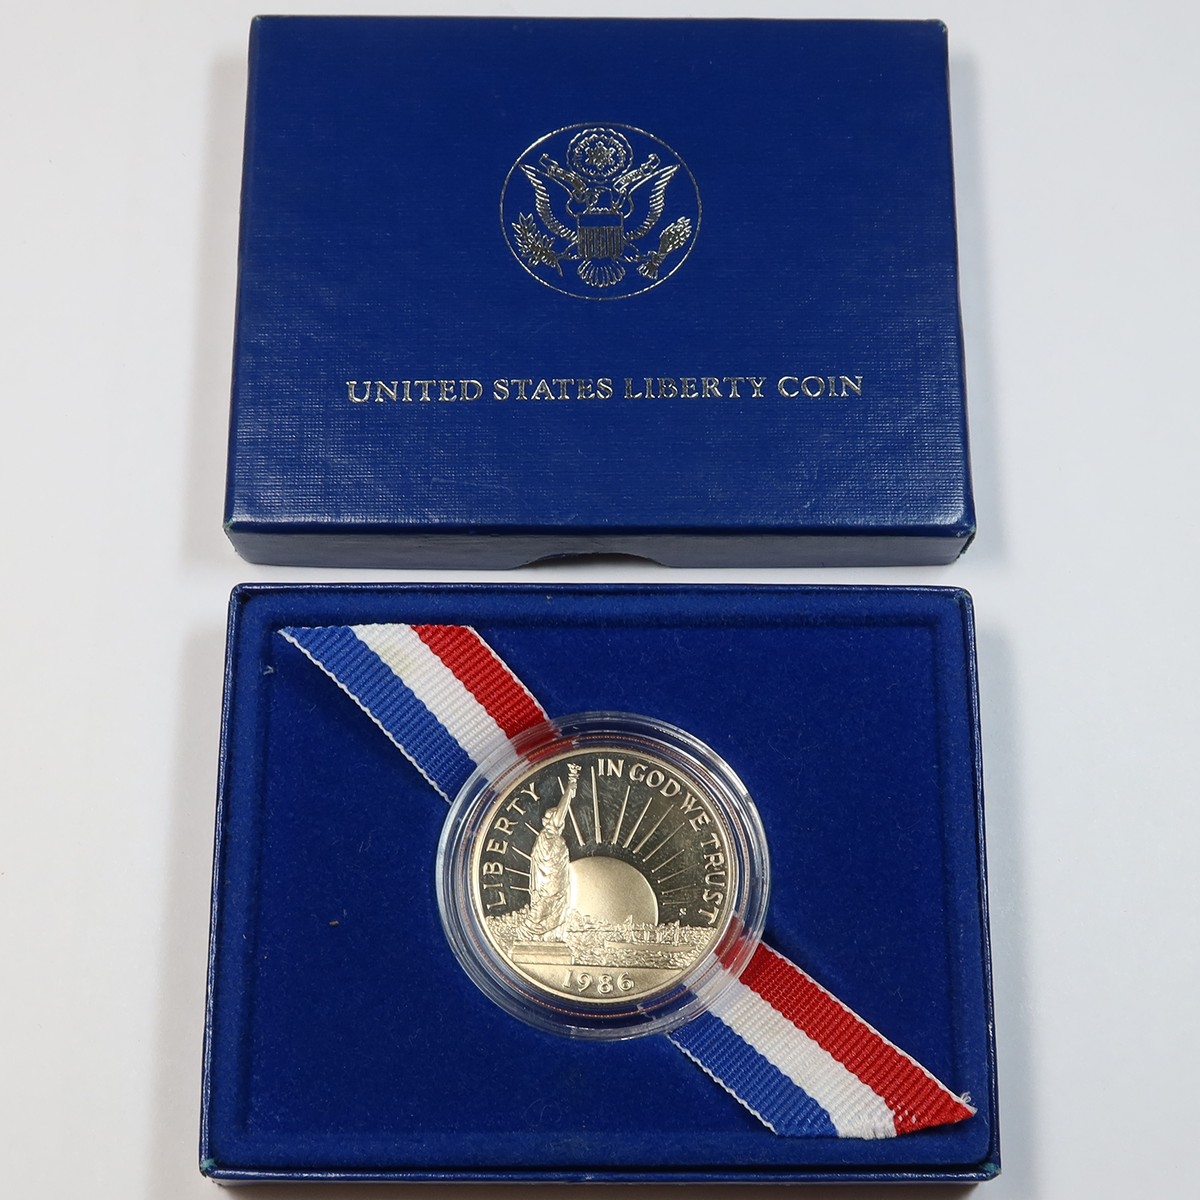 UNITED STATES LIBERTY COIN
LIBERTY
IN GOD WE TRUST
S
1986